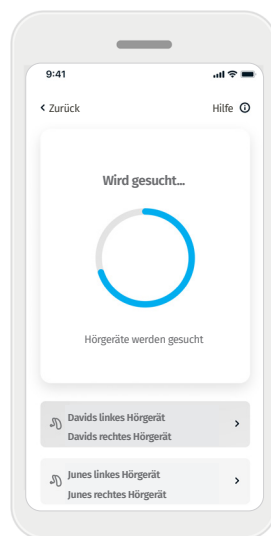 9:41
Zurück
Hilfe
Wird gesucht...
Hörgeräte werden gesucht
Davids linkes Hörgerät
Davids rechtes Hörgerät
Junes linkes Hörgerät
Junes rechtes Hörgerät